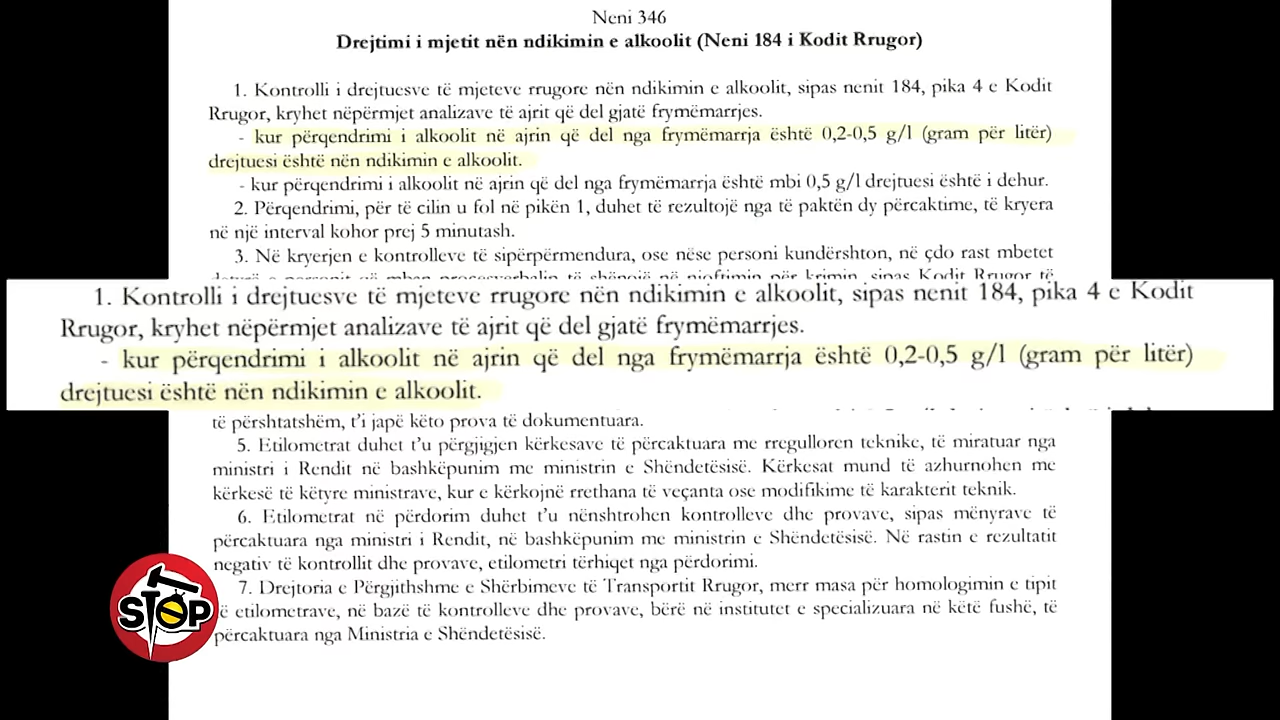 Neni 346
Drejtimi i mjetit nën ndikimin e alkoolit (Neni 184 i Kodit Rrugor)
1. Kontrolli i drejtuesve të mjeteve rrugore nën ndikimin e alkoolit, sipas nenit 184, pika 4 e Kodit
Rrugor, kryhet nëpërmjet analizave të ajrit që del gjatë frymëmarrjes.
- kur përqendrimi i alkoolit në ajrin që del nga frymëmarrja është 0,2-0,5 g/l (gram për litër)
drejtuesi është nën ndikimin e alkoolit.
- kur përqendrimi i alkoolit në ajrin që del nga frymëmarrja është mbi 0,5 g/l drejtuesi është i dehur.
2. Përqendrimi, për të cilin u fol në pikën 1, duhet të rezultojë nga të paktën dy përcaktime, të kryera
në një interval kohor prej 5 minutash.
3. Në kryerjen e kontrolleve të sipërpërmendura, ose nëse personi kundërshton, në çdo rast mbetet
1. Kontrolli i drejtuesve të mjeteve rrugore nën ndikimin e alkoolit, sipas nenit 184, pika 4 e Kodit
Rrugor, kryhet nëpërmjet analizave të ajrit që del gjatë frymëmarrjes.
- kur përqendrimi i alkoolit në ajrin që del nga frymëmarrja është 0,2-0,5 g/l (gram për litër)
drejtuesi është nën ndikimin e alkoolit.
të përshtatshëm, t'i japë këto prova të dokumentuara.
5. Etilometrat duhet t'u përgjigjen kërkesave të përcaktuara me rregulloren teknike, të miratuar nga
ministri i Rendit në bashkëpunim me ministrin e Shëndetësisë. Kërkesat mund të azhurnohen me
kërkesë të këtyre ministrave, kur e kërkojnë rrethana të veçanta ose modifikime të karakterit teknik.
6. Etilometrat në përdorim duhet t'u nënshtrohen kontrolleve dhe provave, sipas mënyrave të
përcaktuara nga ministri i Rendit, në bashkëpunim me ministrin e Shëndetësisë. Në rastin e rezultatit
negativ të kontrollit dhe provave, etilometri tërhiqet nga përdorimi.
7. Drejtoria e Përgjithshme e Shërbimeve të Transportit Rrugor, merr masa për homologimin e tipit
të etilometrave, në bazë të kontrolleve dhe provave, bërë në institutet e specializuara në këtë fushë, të
përcaktuara nga Ministria e Shëndetësisë.
STOP